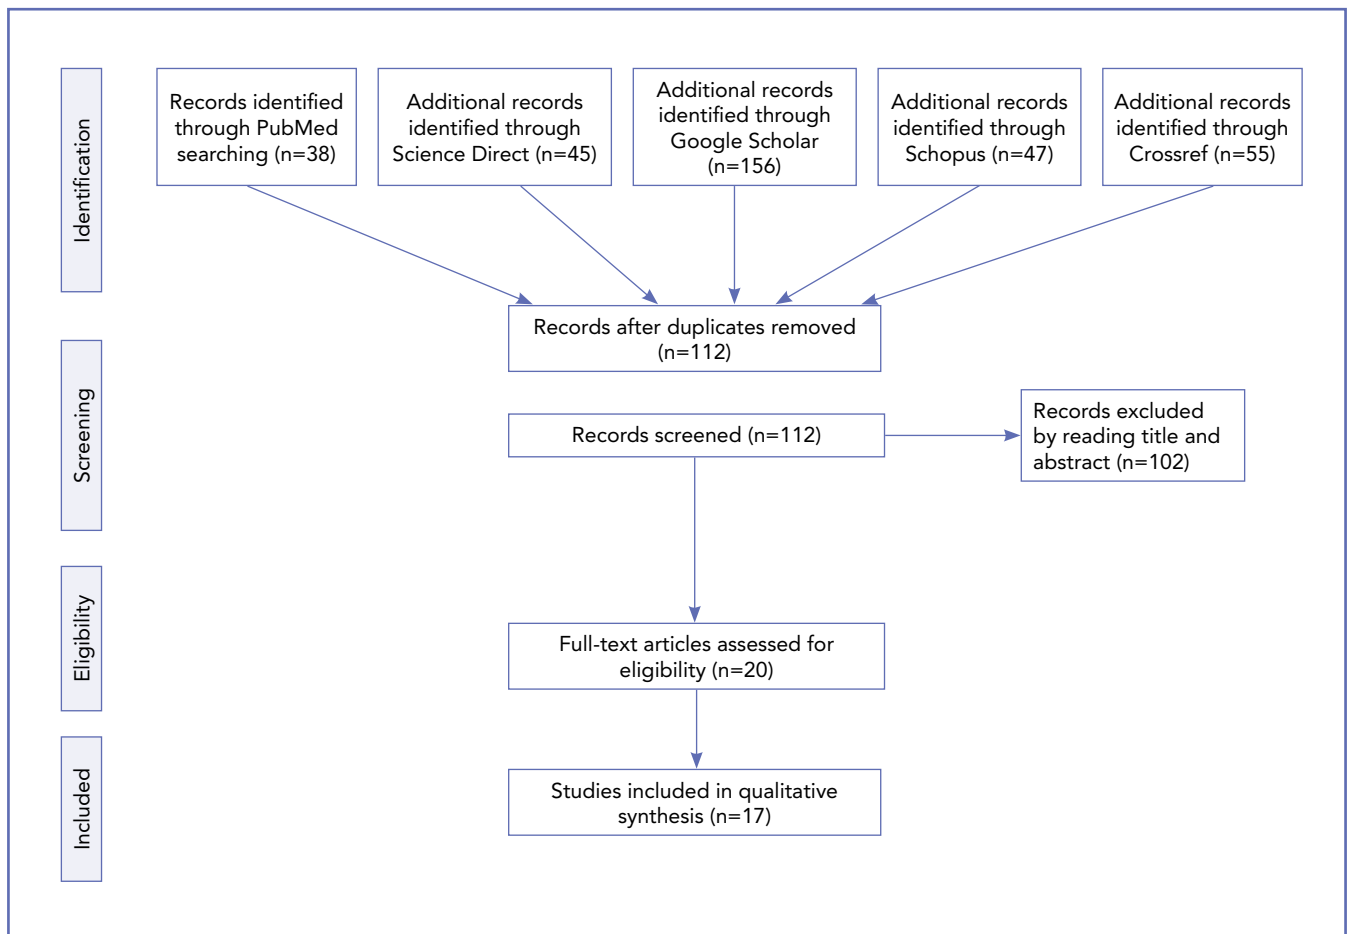 Identification
Records identified
through PubMed
searching (n=38)
Additional records
identified through
Science Direct (n=45)
Additional records
identified through
Google Scholar
(n=156)
Additional records
identified through
Schopus (n=47)
Additional records
identified through
Crossref (n=55)
Records after duplicates removed
(n=112)
Screening
Records screened (n=112)
Records excluded
by reading title and
abstract (n=102)
Eligibility
Full-text articles assessed for
eligibility (n=20)
Included
Studies included in qualitative
synthesis (n=17)